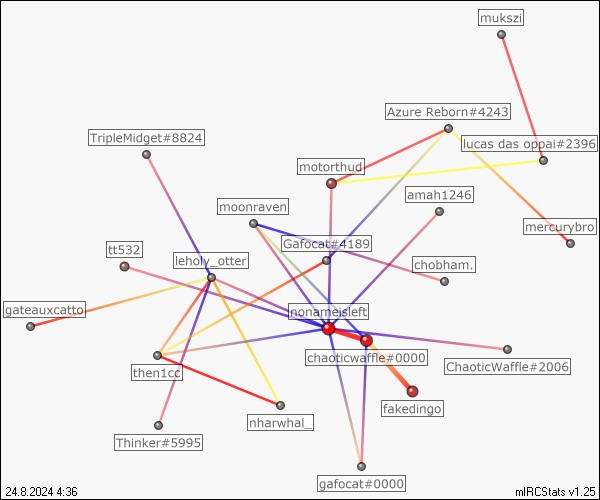 mukszi
Azure Reborn#4243
TripleMidget#8824
lucas das oppai#2396
motorthud
amah1246
moonraven
mercurybro
Gafocat#4189
tt532
leholy_otter
chobham.
gateauxcatto
nonameisleft
chaoticwaffle#0000
ChaoticWaffle#2006
then1cc
fakedingo
nharwhal_
Thinker#5995
gafocat#0000
24.8.2024 4:36
mIRCStats v1.25